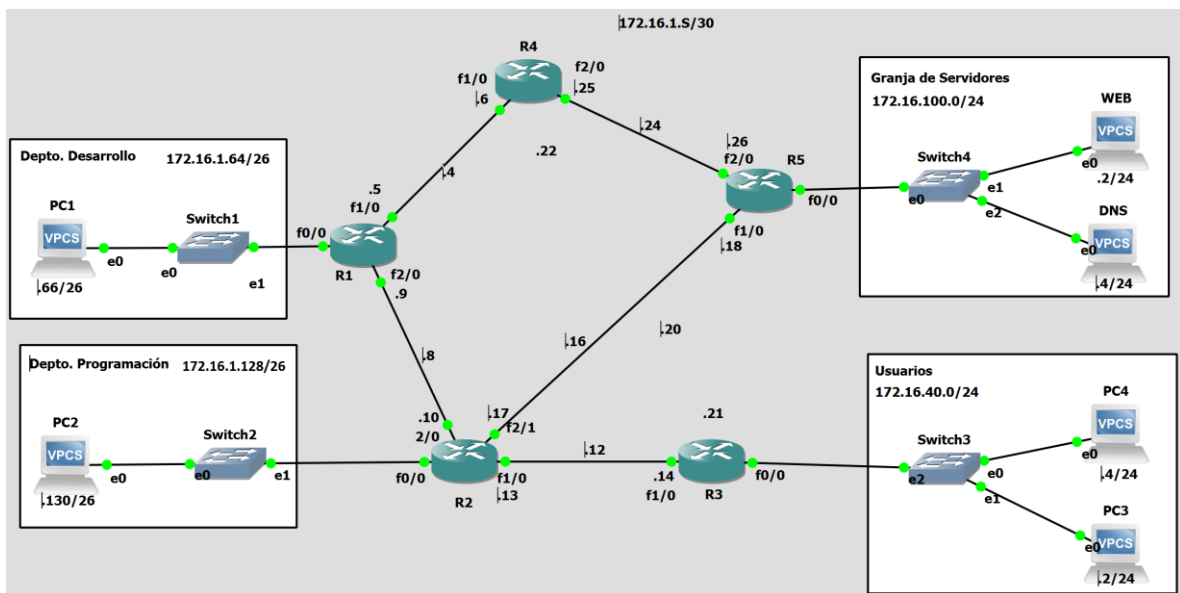 172.16.1.S/30
R4
f1/0
f2/0
.6
.25
.24
.22
.4
.26
f2/0
R5
f0/0
f1/0
.18
Granja de Servidores
172.16.100.0/24
WEB
VPCS
e0
.2/24
Switch4
e0
e1
e2
DNS
VPCS
e0
.4/24
Depto. Desarrollo 172.16.1.64/26
PC1
VPCS
e0
.66/26
Switch1
e0
e1
.5
f1/0
f0/0
R1
f2/0
.9
.8
.16
.20
Depto. Programación 172.16.1.128/26
PC2
VPCS
e0
.130/26
Switch2
e0
e1
.10
2/0
.17
f2/1
f0/0
R2
f1/0
.13
.12
.21
.14
f1/0
R3
f0/0
Usuarios
172.16.40.0/24
PC4
VPCS
e0
.4/24
Switch3
e2
e0
e1
PC3
VPCS
e0
.2/24